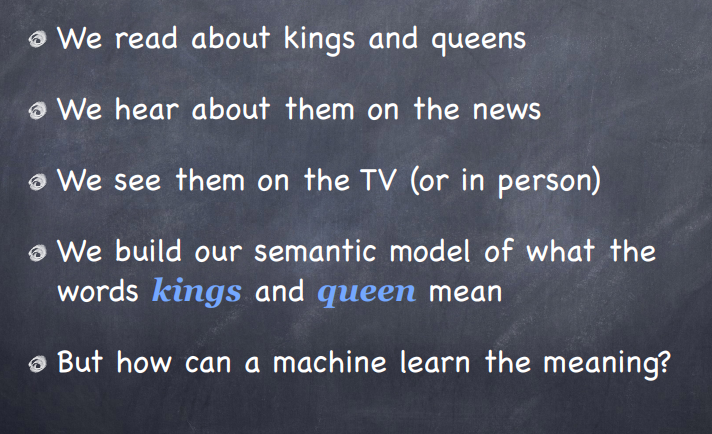 We read about kings and queens
We hear about them on the news
We see them on the TV (or in person)
We build our semantic model of what the
words kings and queen mean
But how can a machine learn the meaning?